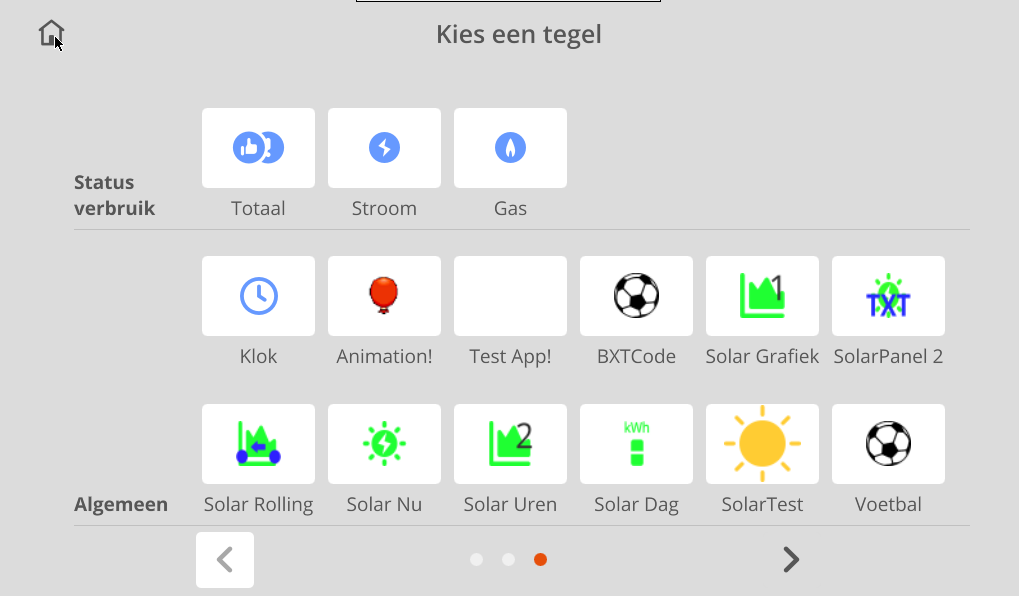 Kies een tegel
Status
verbruik
Totaal
Stroom
Gas
1
TXT
Klok
Animation!
Test App!
BXTCode
Solar Grafiek
SolarPanel 2
2
kWh
Algemeen
Solar Rolling
Solar Nu
Solar Uren
Solar Dag
SolarTest
Voetbal